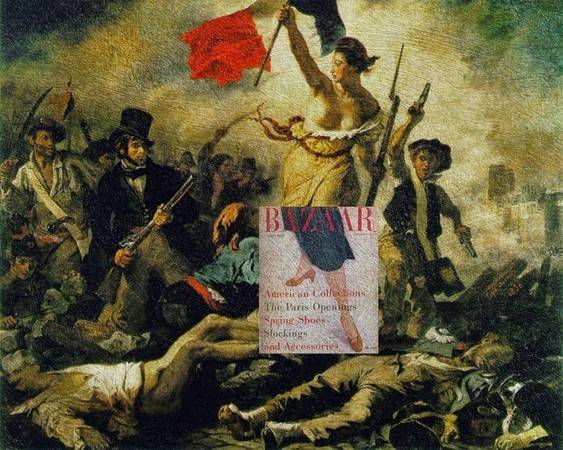 BAZAAR
American Collections
The Paris Openings
Spring Shoes
Stockings
and Accessories